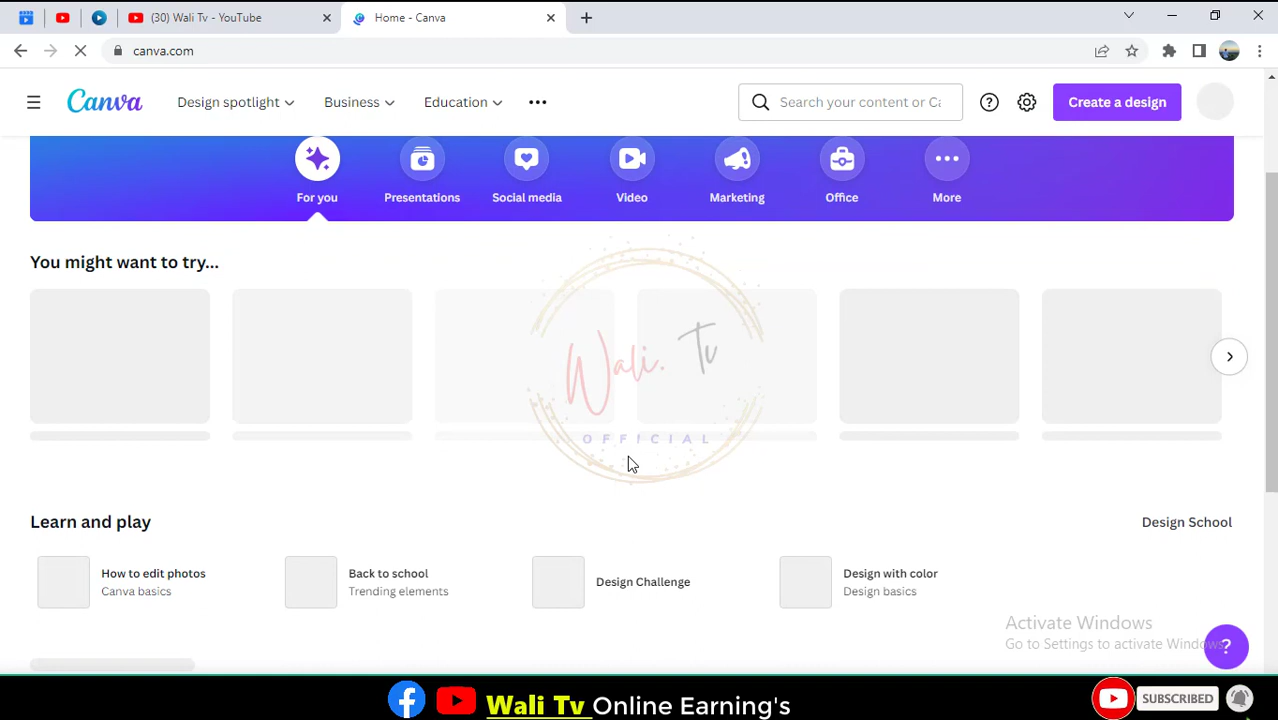 (30) Wali Tv - YouTube
Home - Canva
canva.com
Canva
Design spotlight
Business
Education
Search your content or Ca
Create a design
For you
Presentations
Social media
Video
Marketing
Office
More
You might want to try...
Wali. Tv
OFFICIAL
Learn and play
Design School
How to edit photos
Canva basics
Back to school
Trending elements
Design Challenge
Design with color
Design basics
Activate Windows
Go to Settings to activate Windows.
?
Wali Tv Online Earning's
SUBSCRIBED